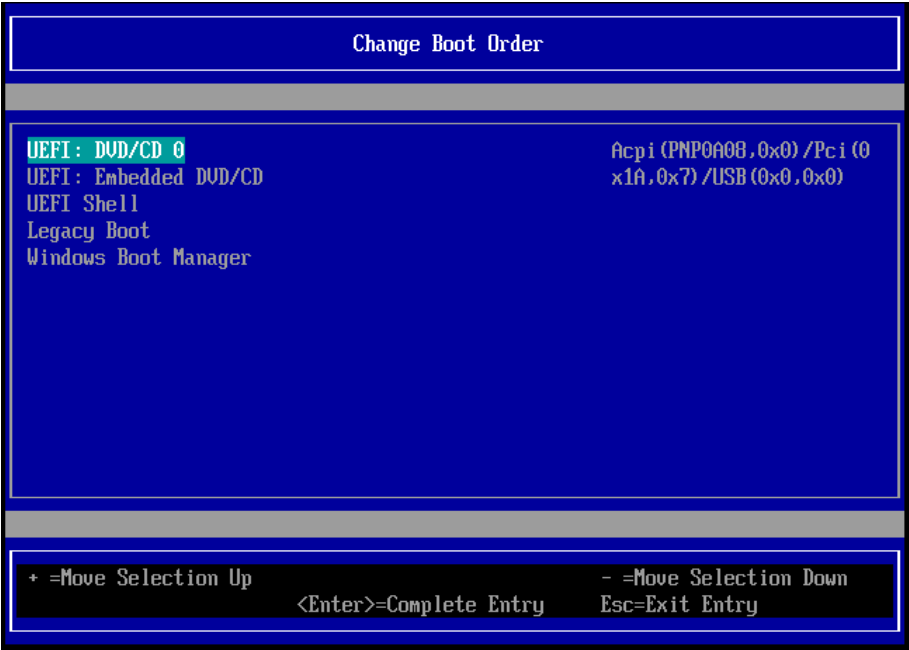 Change Boot Order
UEFI: DVD/CD 0
UEFI: Embedded DVD/CD
UEFI Shell
Legacy Boot
Windows Boot Manager
Acpi(PNP0A08,0x0)/Pci(0
x1A,0x7)/USB(0x0,0x0)
+ =Move Selection Up
- =Move Selection Down
<Enter>=Complete Entry
Esc=Exit Entry